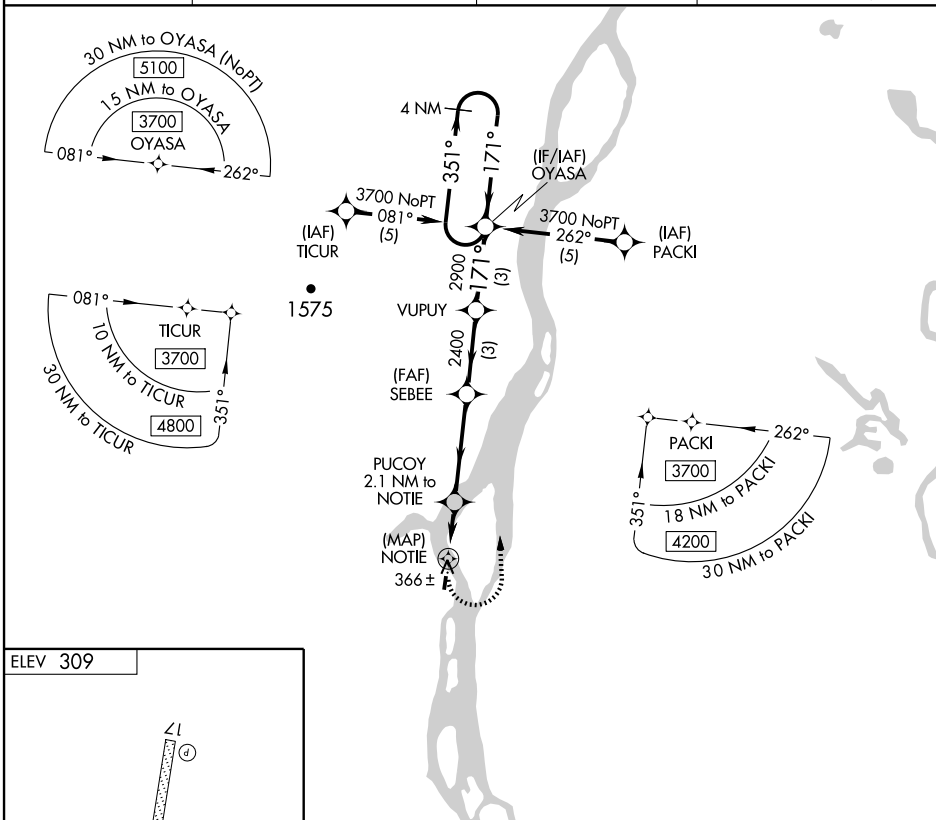 30 NM to OYASA (NoPT)
5100
15 NM to OYASA
3700
OYASA
081°
262°
4 NM
351°
171°
(IF/IAF)
OYASA
3700 NoPT
081°
(5)
(IAF)
TICUR
3700 NoPT
262°
(5)
(IAF)
PACKI
2900
171°
(3)
1575
VUPUY
2400
(3)
(FAF)
SEBEE
081°
TICUR
3700
10 NM to TICUR
4800
30 NM to TICUR
351°
PUCOY
2.1 NM to
NOTIE
(MAP)
NOTIE
366±
PACKI
262°
3700
18 NM to PACKI
4200
30 NM to PACKI
351°
ELEV 309
17
P